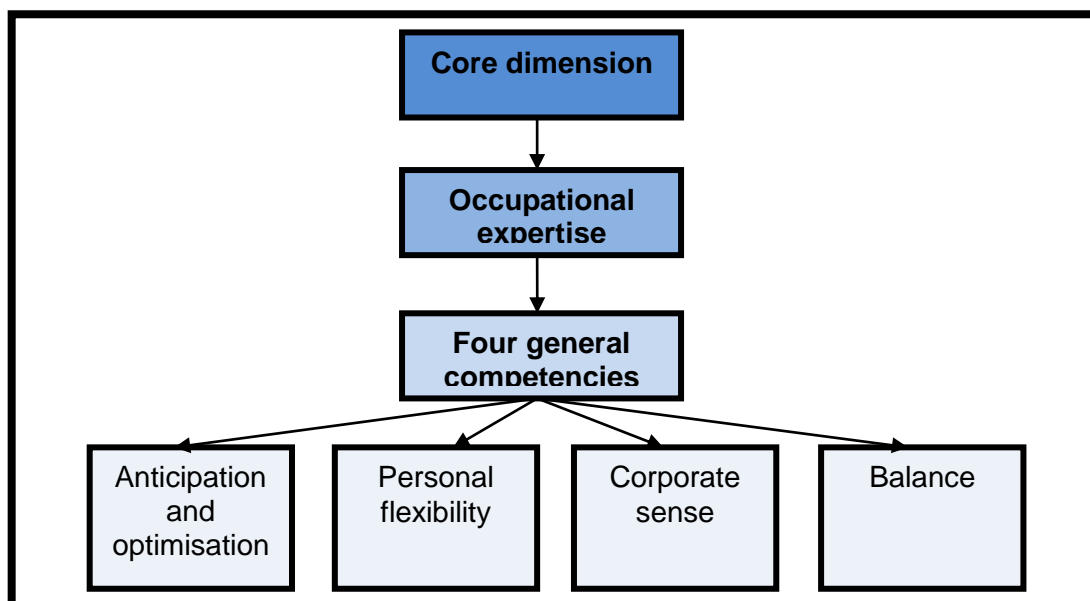 Core dimension
Occupational
expertise
Four general
competencies
Anticipation
and
optimisation
Personal
flexibility
Corporate
sense
Balance